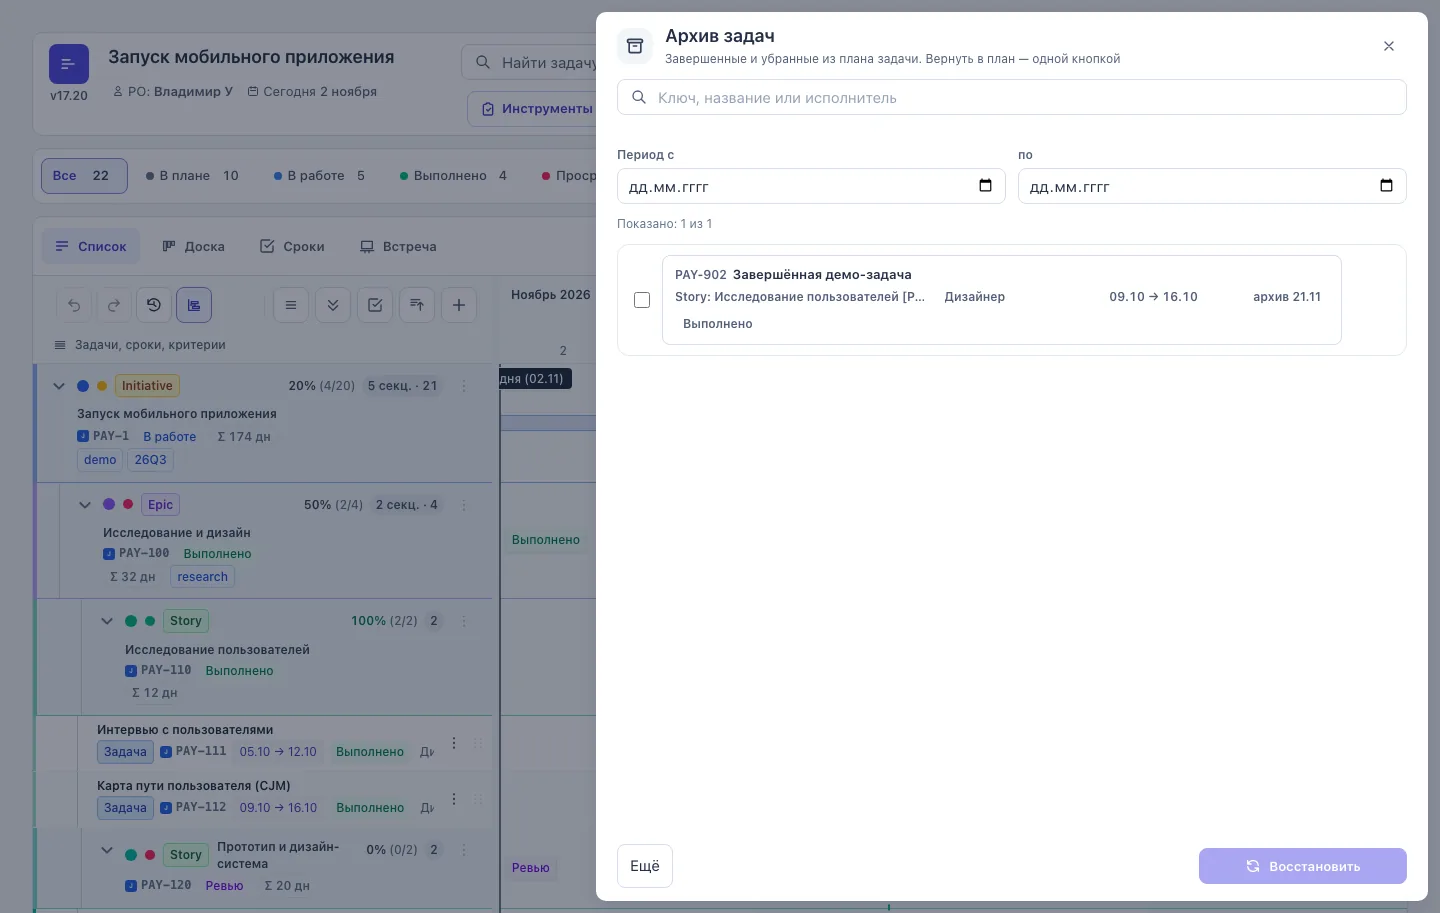 Запуск мобильного приложения
v17.20
PO: Владимир У
Сегодня 2 ноября
Найти задачу
Инструменты
Все 22
В плане 10
В работе 5
Выполнено 4
Список
Доска
Сроки
Встреча
Ноябрь 2026
Задачи, сроки, критерии
2
дня (02.11)
Initiative
20% (4/20)
5 секц. · 21
Запуск мобильного приложения
PAY-1 В работе Σ 174 дн
demo 26Q3
Epic
50% (2/4)
2 секц. · 4
Исследование и дизайн
PAY-100 Выполнено
Σ 32 дн research
Выполнено
Story
100% (2/2) 2
Исследование пользователей
PAY-110 Выполнено
Σ 12 дн
Интервью с пользователями
Задача PAY-111 05.10 → 12.10 Выполнено
Карта пути пользователя (CJM)
Задача PAY-112 09.10 → 16.10 Выполнено
Story
Прототип и дизайн-
система
0% (0/2) 2
PAY-120 Ревью Σ 20 дн
Ревью
Архив задач
Завершенные и убранные из плана задачи. Вернуть в план — одной кнопкой
Ключ, название или исполнитель
Период с
по
дд.мм.гггг
дд.мм.гггг
Показано: 1 из 1
PAY-902 Завершённая демо-задача
Story: Исследование пользователей [P... Дизайнер 09.10 → 16.10 архив 21.11
Выполнено
Ещё
Восстановить